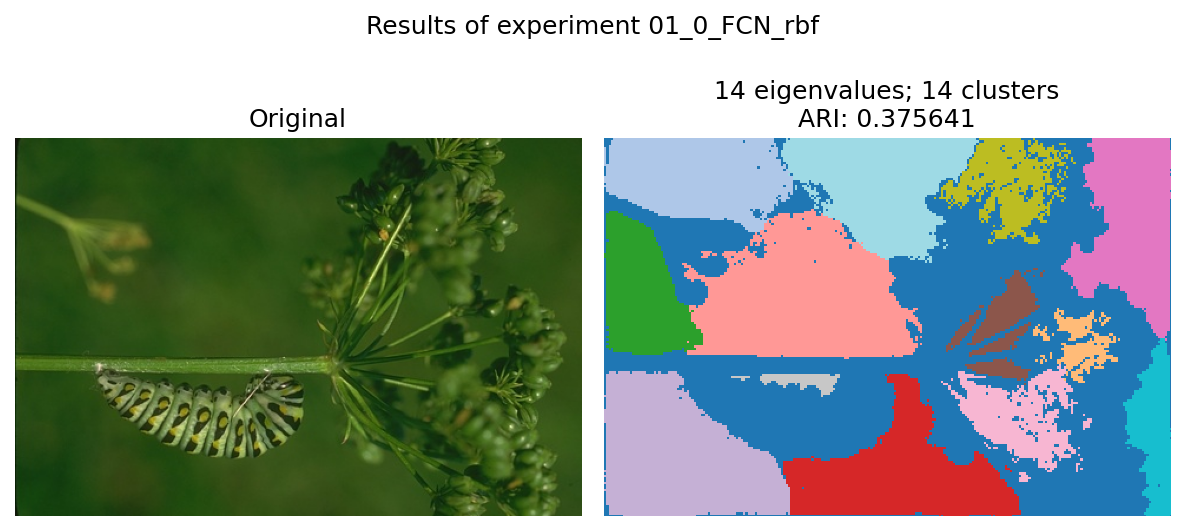 Results of experiment 01_0_FCN_rbf
Original
14 eigenvalues; 14 clusters
ARI: 0.375641